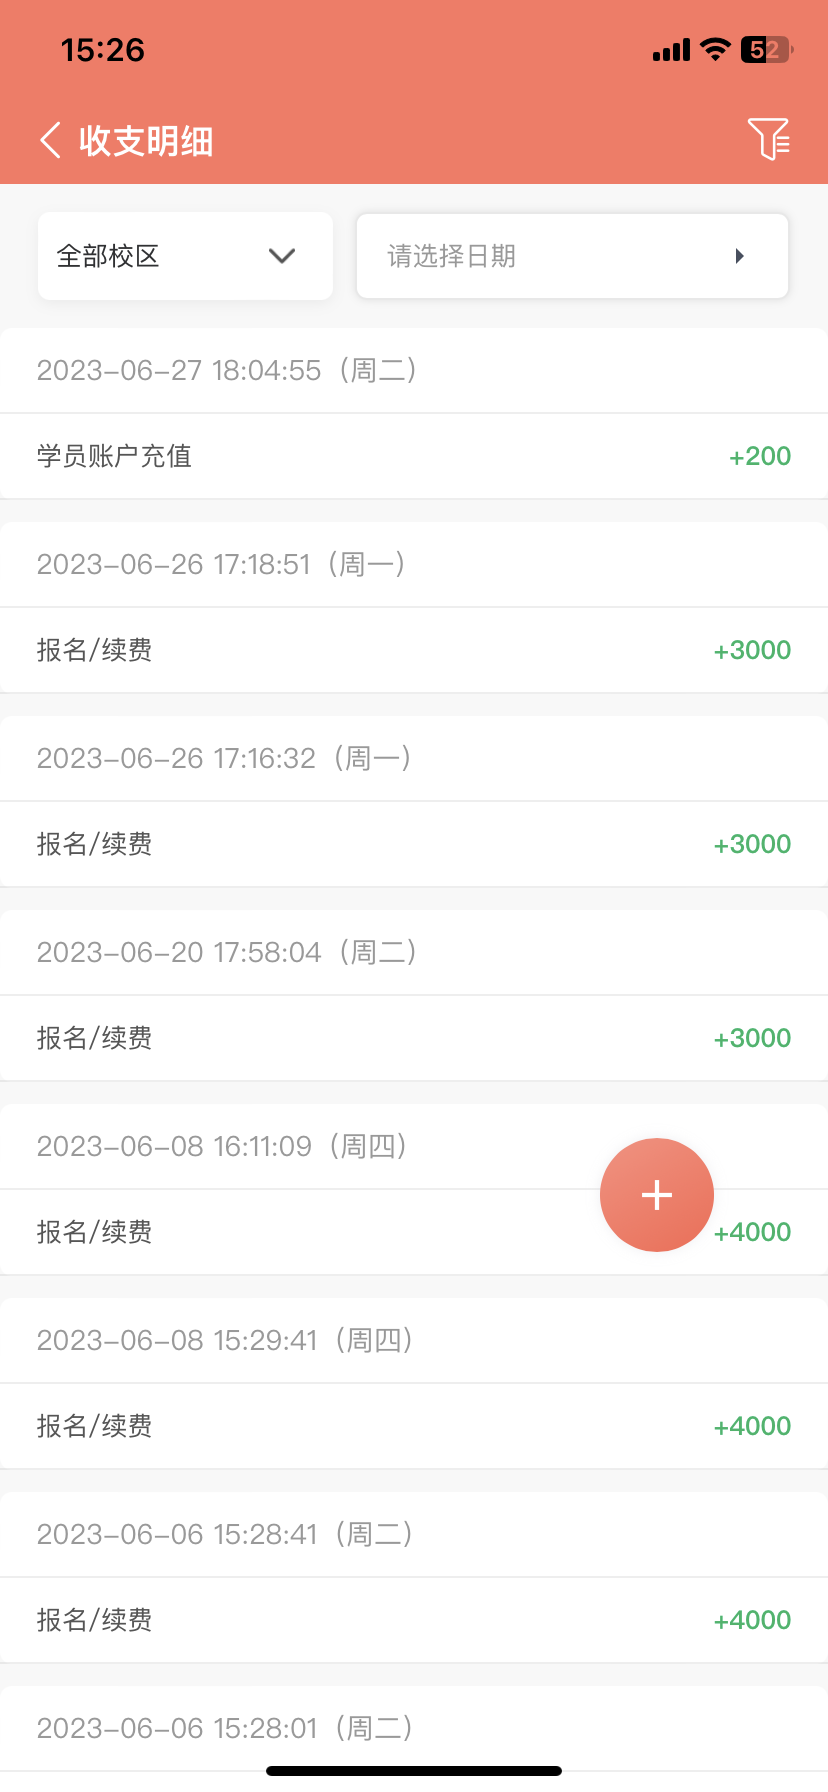 15:26
52
收支明细
全部校区
请选择日期
2023-06-27 18:04:55（周二）
学员账户充值 +200
2023-06-26 17:18:51（周一）
报名/续费 +3000
2023-06-26 17:16:32（周一）
报名/续费 +3000
2023-06-20 17:58:04（周二）
报名/续费 +3000
2023-06-08 16:11:09（周四）
报名/续费 +4000
2023-06-08 15:29:41（周四）
报名/续费 +4000
2023-06-06 15:28:41（周二）
报名/续费 +4000
2023-06-06 15:28:01（周二）